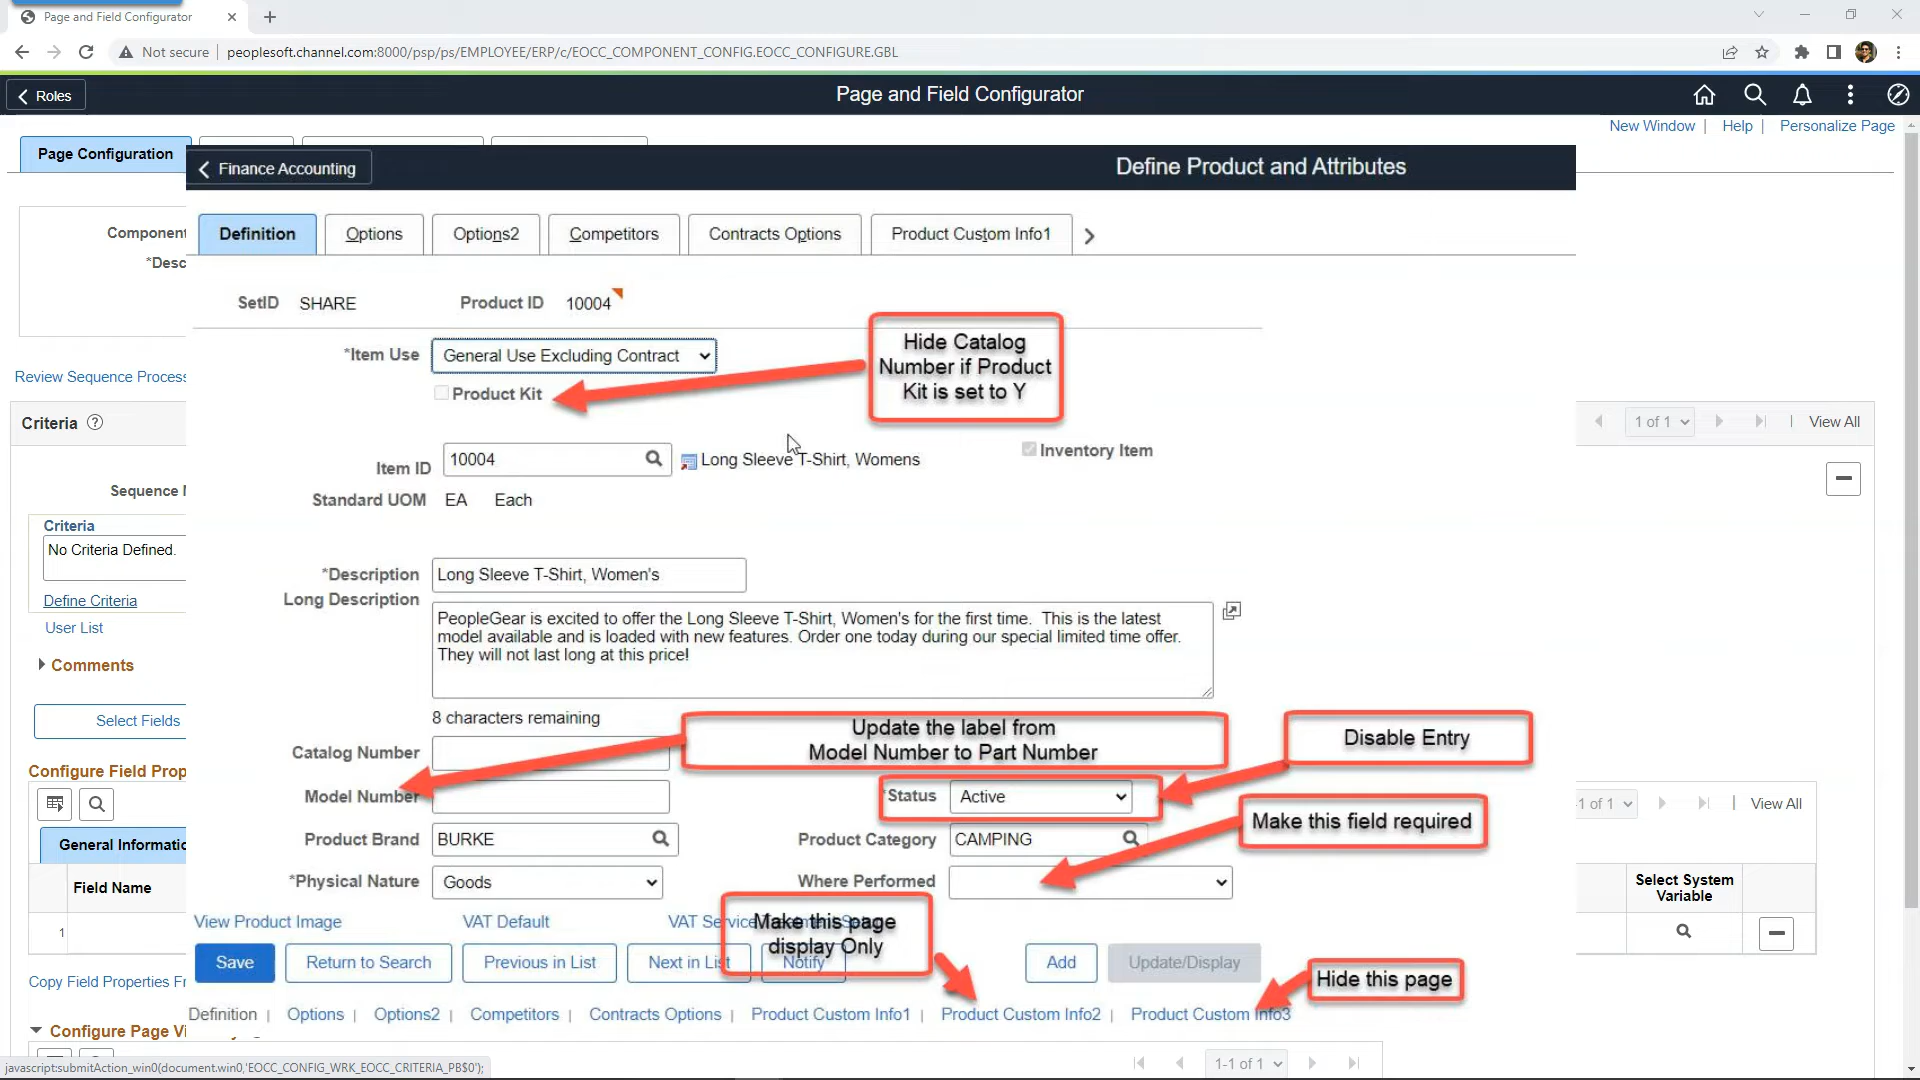 Page and Field Configurator
Not secure
peoplesoft.channel.com:8000/psp/ps/EMPLOYEE/ERP/c/EOCC_COMPONENT_CONFIG.EOCC_CONFIGURE.GBL
Roles
Page and Field Configurator
New Window | Help | Personalize Page
Page Configuration
Finance Accounting
Define Product and Attributes
Definition
Options
Options2
Competitors
Contracts Options
Product Custom Info1
Component
*Desc
SetID SHARE
Product ID 10004
*Item Use General Use Excluding Contract
Hide Catalog
Number if Product
Kit is set to Y
Review Sequence Process
Product Kit
Criteria
1 of 1
View All
Inventory Item
Item ID 10004
Long Sleeve T-Shirt, Womens
Sequence
Standard UOM EA Each
Criteria
No Criteria Defined.
*Description Long Sleeve T-Shirt, Women's
Define Criteria
Long Description
PeopleGear is excited to offer the Long Sleeve T-Shirt, Women's for the first time. This is the latest
model available and is loaded with new features. Order one today during our special limited time offer.
They will not last long at this price!
User List
Comments
8 characters remaining
Select Fields
Update the label from
Model Number to Part Number
Disable Entry
Catalog Number
Configure Field Prop
Model Number
*Status Active
1 of 1
View All
Make this field required
Product Brand BURKE
Product Category CAMPING
General Informatio
*Physical Nature Goods
Where Performed
Field Name
Select System
Variable
View Product Image
VAT Default
VAT Service
Make this page
display Only
1
Save
Return to Search
Previous in List
Next in List
Notify
Add
Update/Display
Hide this page
Copy Field Properties Fr
Definition | Options | Options2 | Competitors | Contracts Options | Product Custom Info1 | Product Custom Info2 | Product Custom Info3
Configure Page Vi
1-1 of 1
javascript:submitAction_win0(document.win0,'EOCC_CONFIG_WRK_EOCC_CRITERIA_PB$0');